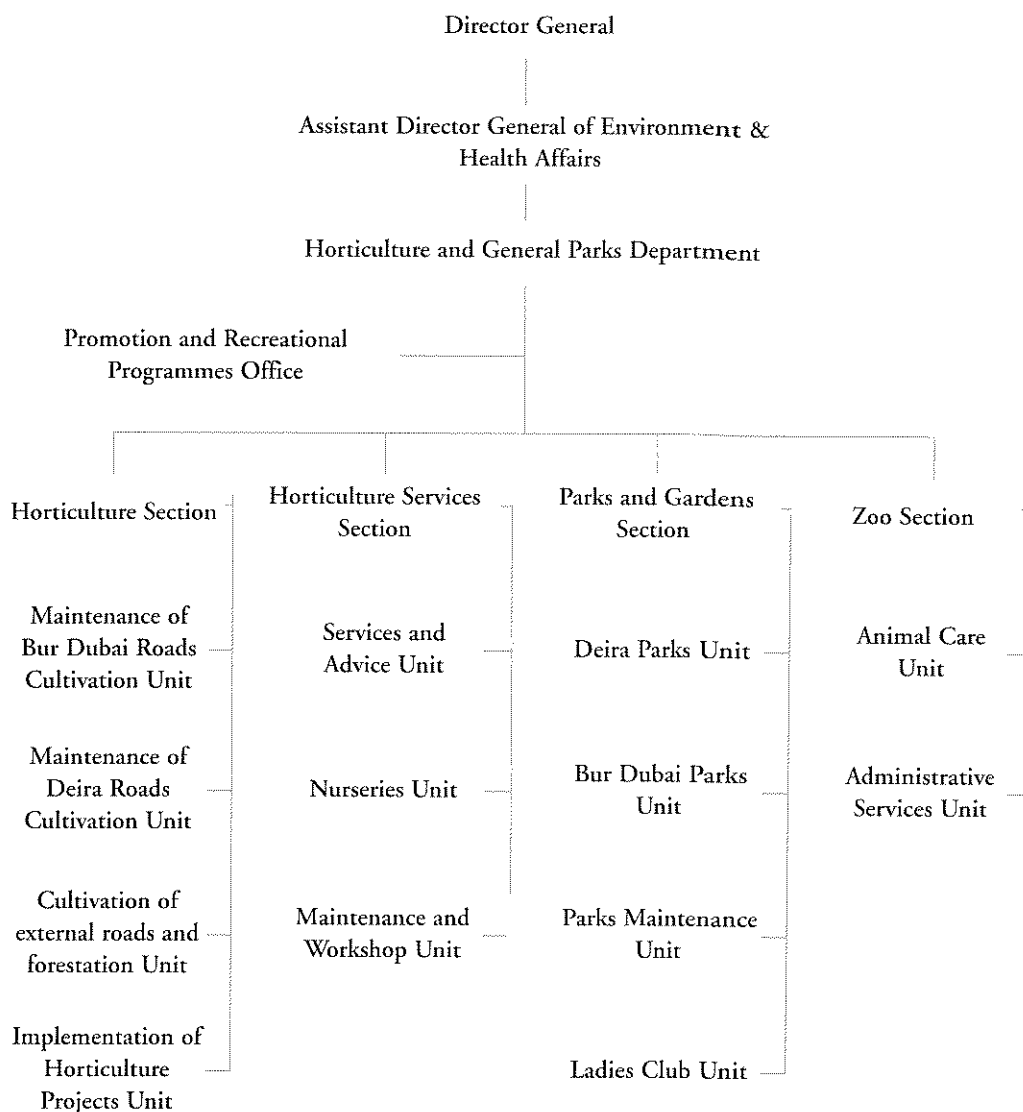 Director General
Assistant Director General of Environment &
Health Affairs
Horticulture and General Parks Department
Promotion and Recreational
Programmes Office
Horticulture Section
Maintenance of
Bur Dubai Roads
Cultivation Unit
Maintenance of
Deira Roads
Cultivation Unit
Cultivation of
external roads and
forestation Unit
Implementation of
Horticulture
Projects Unit
Horticulture Services
Section
Services and
Advice Unit
Nurseries Unit
Maintenance and
Workshop Unit
Parks and Gardens
Section
Deira Parks Unit
Bur Dubai Parks
Unit
Parks Maintenance
Unit
Ladies Club Unit
Zoo Section
Animal Care
Unit
Administrative
Services Unit